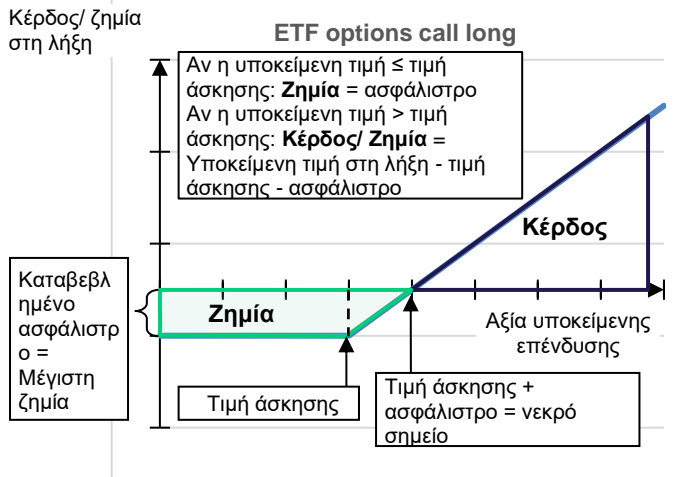 Κέρδος/ ζημία
στη λήξη
ETF options call long
Αν η υποκείμενη τιμή ≤ τιμή
άσκησης: Ζημία = ασφάλιστρο
Αν η υποκείμενη τιμή > τιμή
άσκησης: Κέρδος/ Ζημία =
Υποκείμενη τιμή στη λήξη - τιμή
άσκησης - ασφάλιστρο
Κέρδος
Καταβεβλ
ημένο
ασφάλιστρ
ο =
Μέγιστη
ζημία
Ζημία
Αξία υποκείμενης
επένδυσης
Τιμή άσκησης
Τιμή άσκησης +
ασφάλιστρο = νεκρό
σημείο